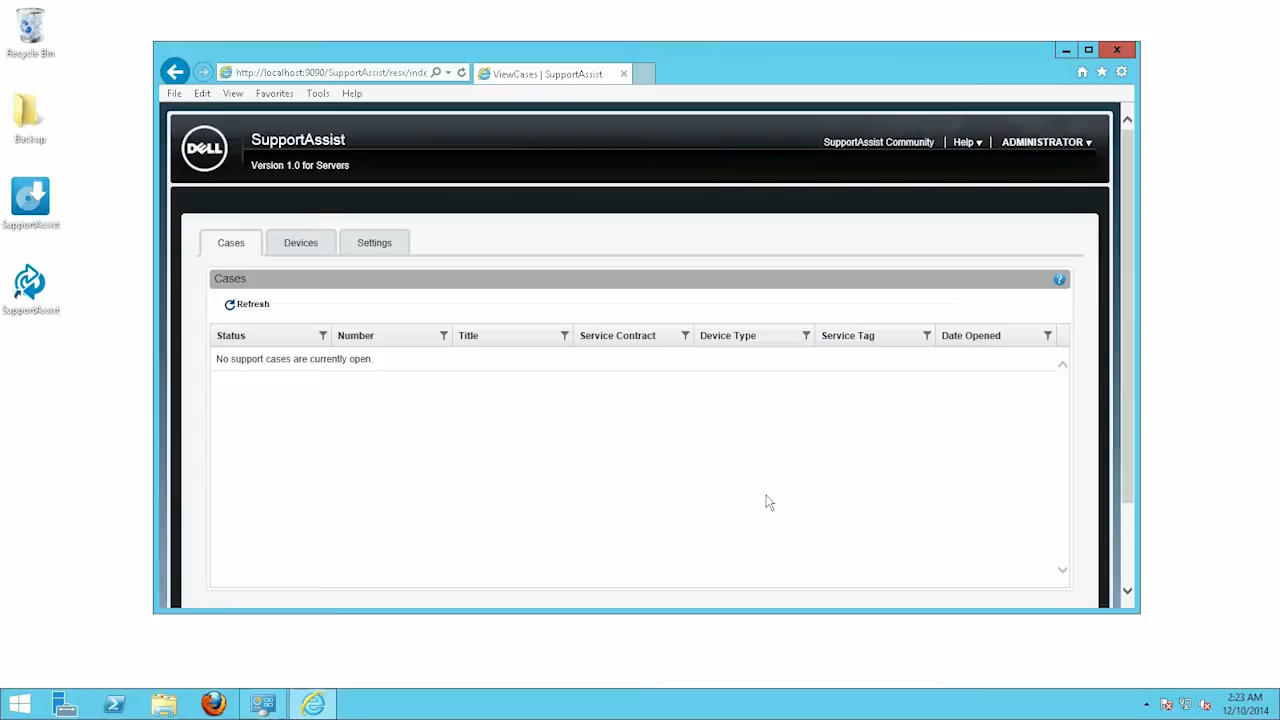 Recycle Bin
Backup
SupportAssist
SupportAssist
http://localhost:9090/SupportAssist/resx/inde
ViewCases | SupportAssist
File Edit View Favorites Tools Help
DELL
SupportAssist
Version 1.0 for Servers
SupportAssist Community | Help | ADMINISTRATOR
Cases Devices Settings
Cases
Refresh
Status Number Title Service Contract Device Type Service Tag Date Opened
No support cases are currently open.
2:23 AM
12/10/2014